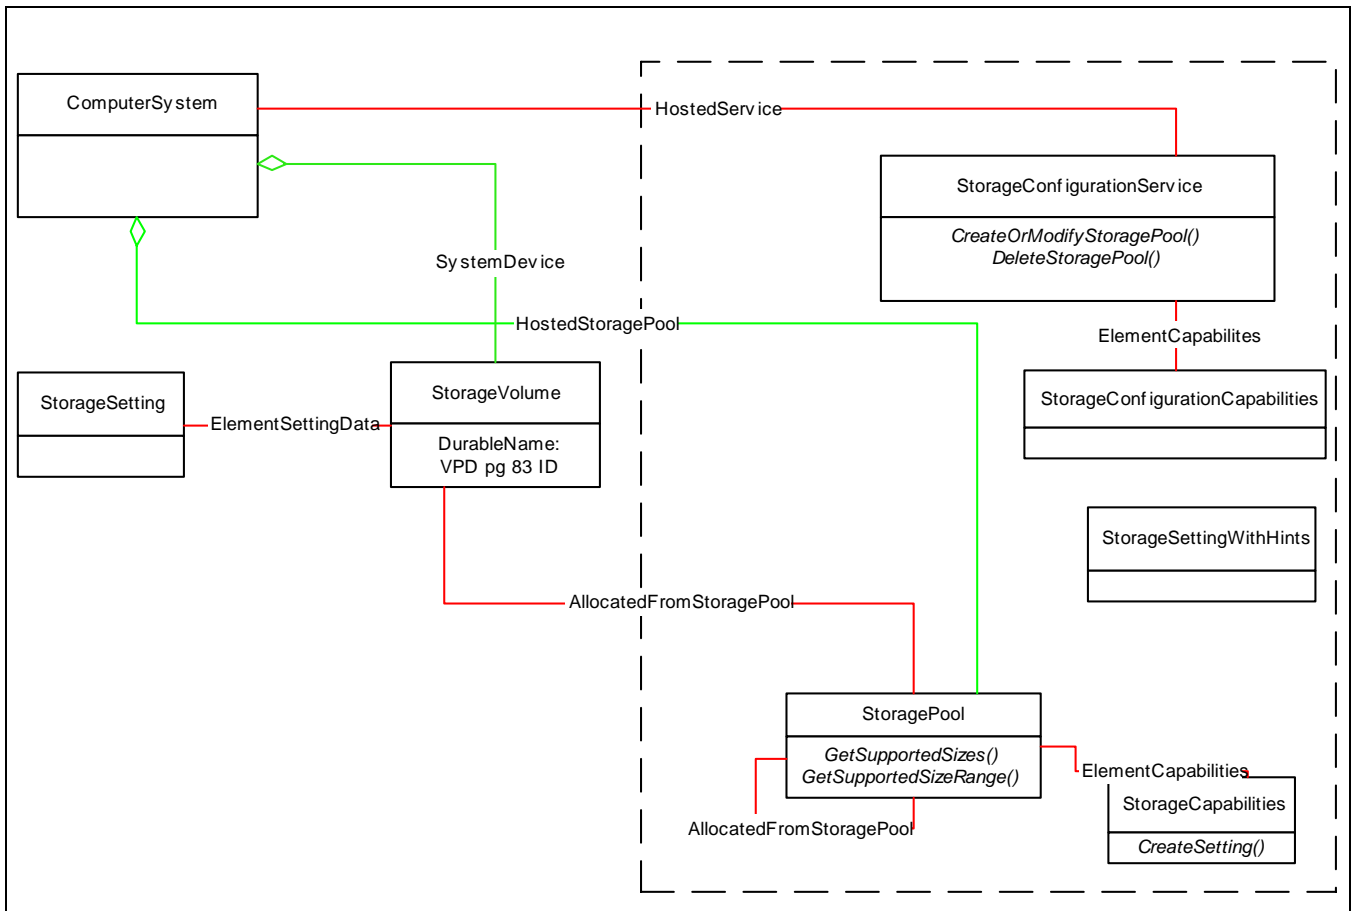 ComputerSystem
HostedService
StorageConfigurationService
CreateOrModifyStoragePool()
DeleteStoragePool()
SystemDevice
HostedStoragePool
ElementCapabilites
StorageSetting
ElementSettingData
StorageVolume
DurableName:
VPD pg 83 ID
StorageConfigurationCapabilities
StorageSettingWithHints
AllocatedFromStoragePool
StoragePool
GetSupportedSizes()
GetSupportedSizeRange()
ElementCapabilities
StorageCapabilities
CreateSetting()
AllocatedFromStoragePool